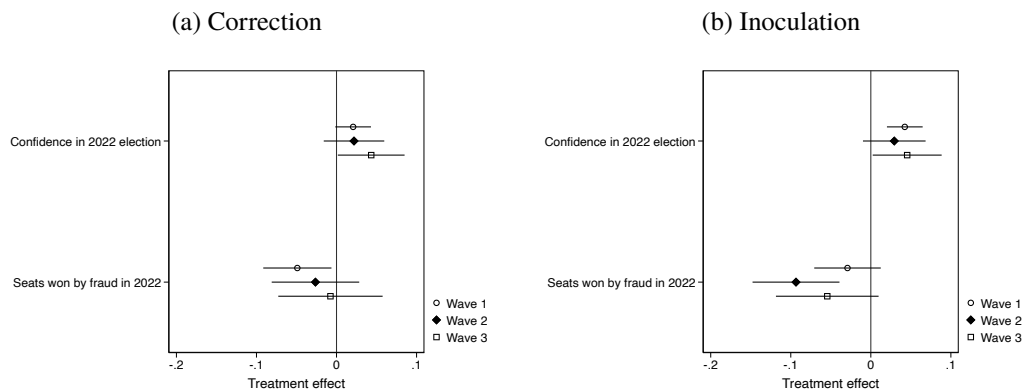 (a) Correction
Confidence in 2022 election
Seats won by fraud in 2022
Wave 1
Wave 2
Wave 3
-.2 -.1 0 .1
Treatment effect
(b) Inoculation
Confidence in 2022 election
Seats won by fraud in 2022
Wave 1
Wave 2
Wave 3
-.2 -.1 0 .1
Treatment effect